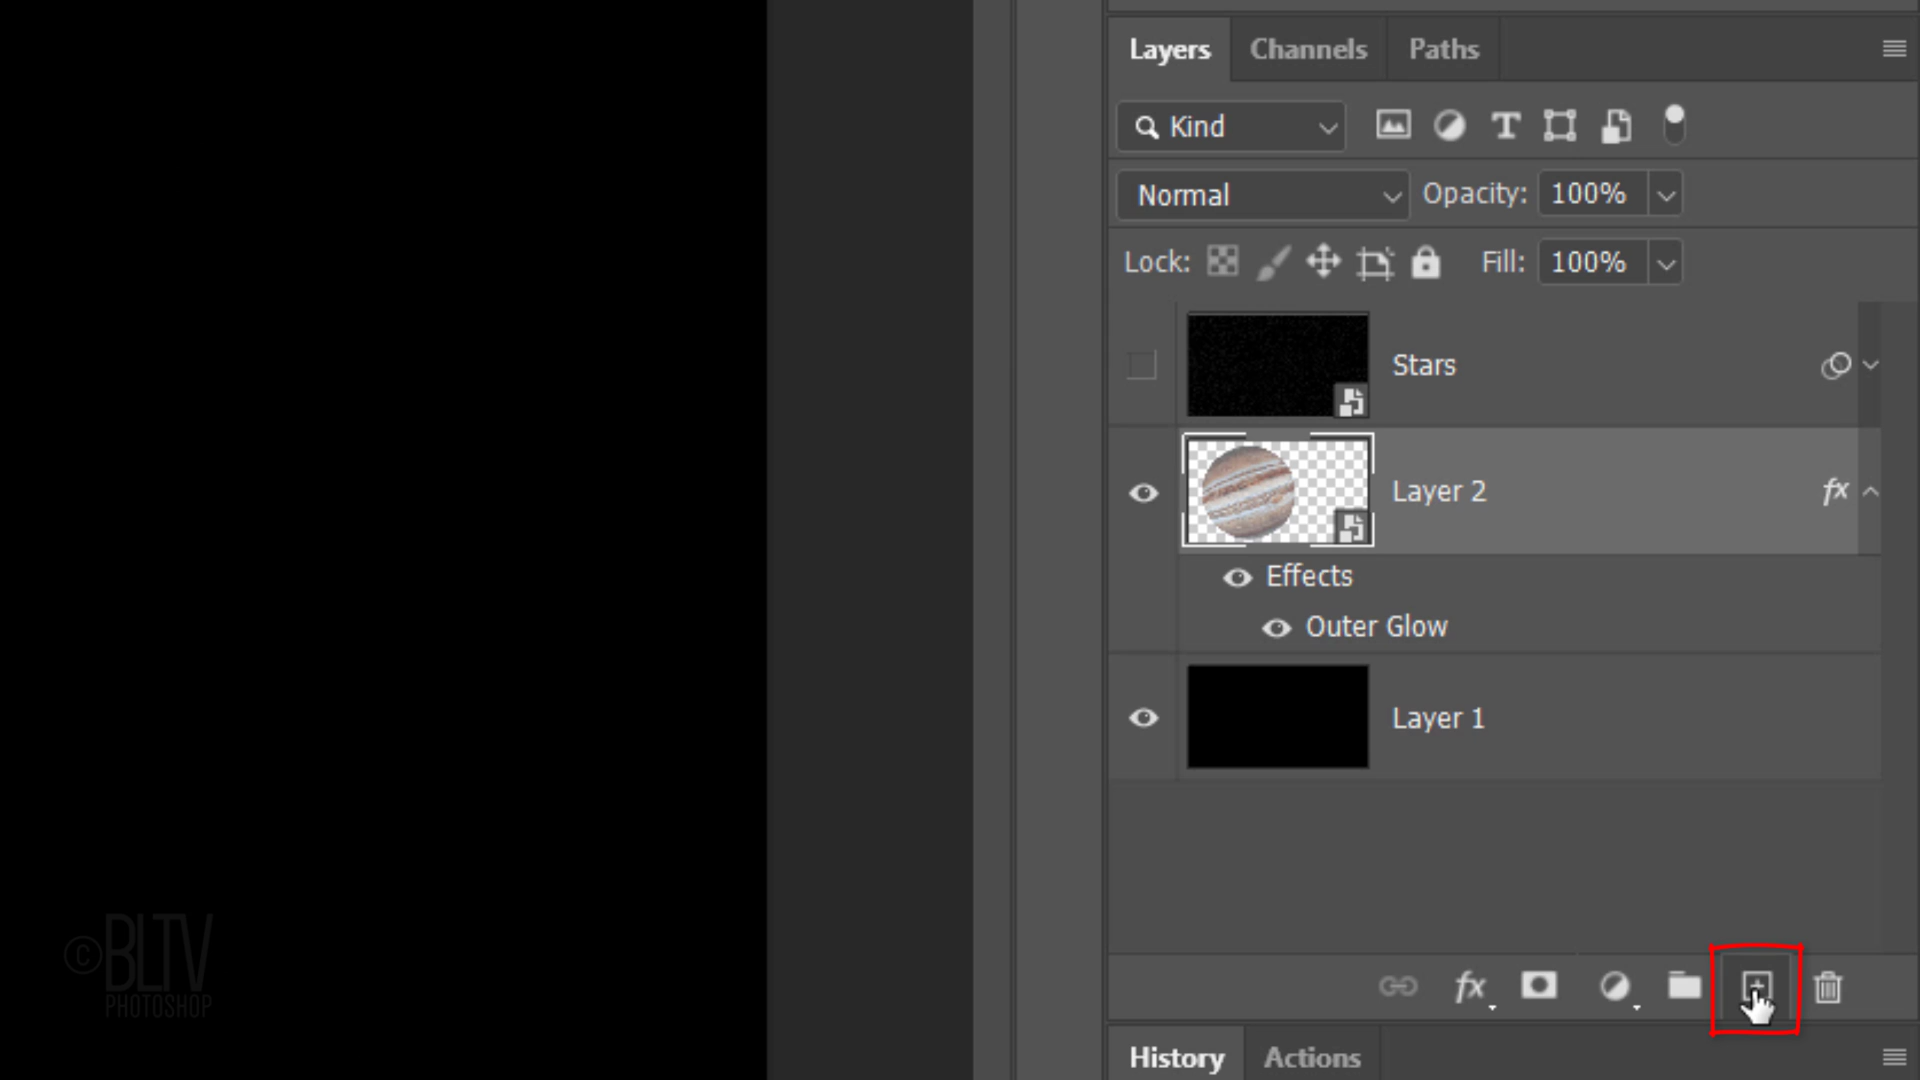 Layers Channels Paths
Kind
Normal Opacity: 100%
Lock: Fill: 100%
Stars
Layer 2 fx
Effects
Outer Glow
Layer 1
fx
©BLTV
PHOTOSHOP
History Actions